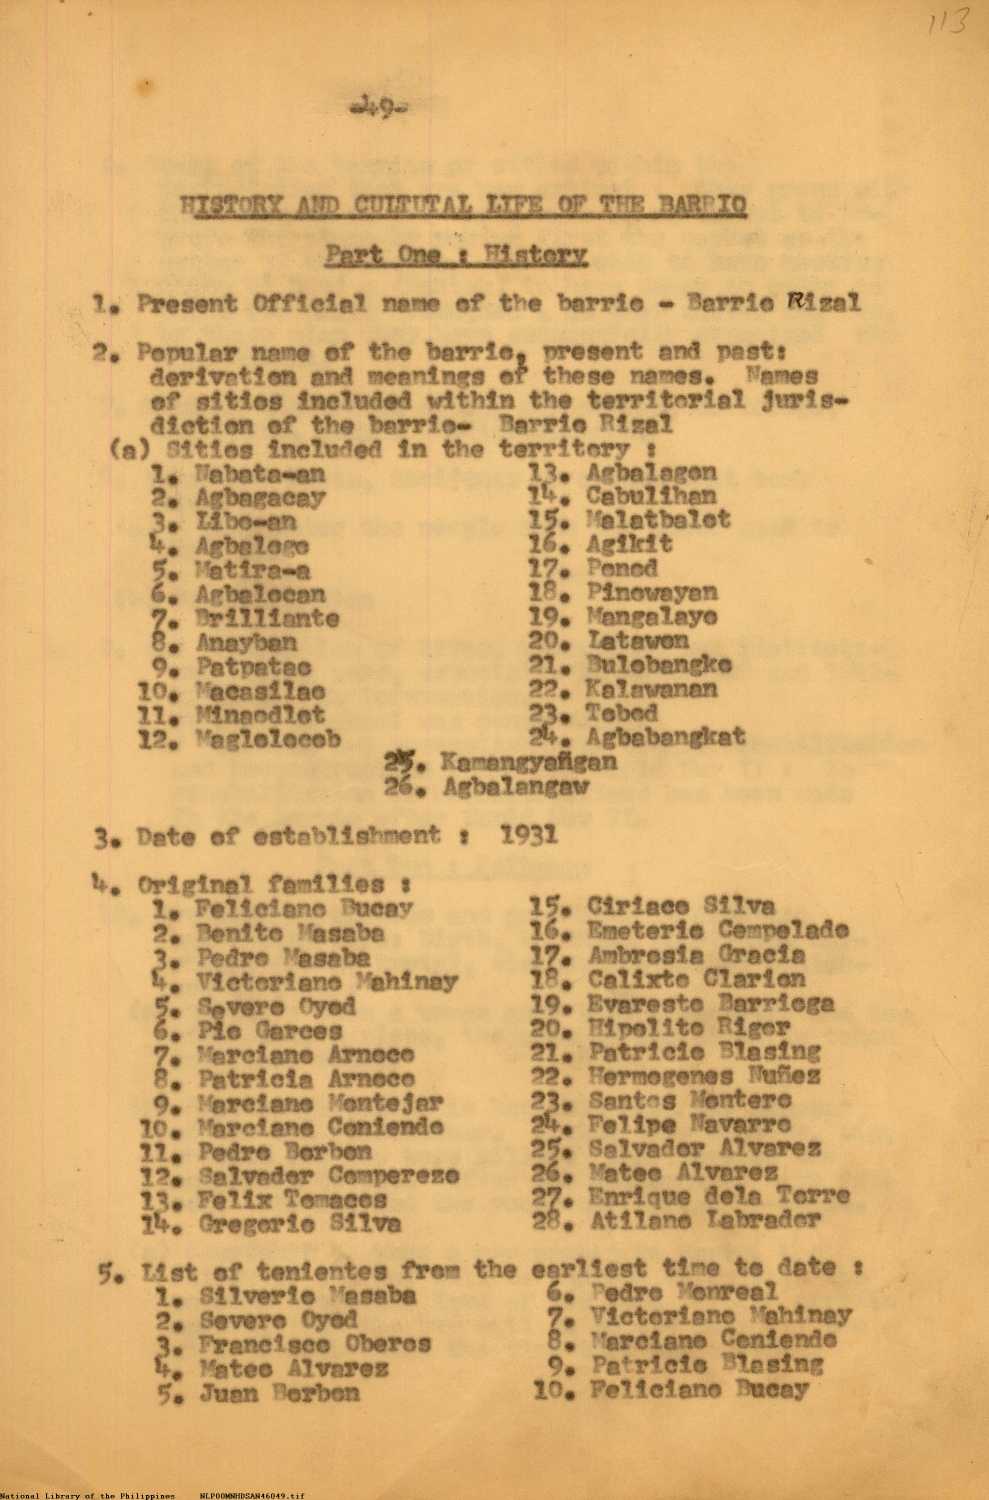 113
-49-
HISTORY AND CULTUTAL LIFE OF THE BARRIO
Part One : History
1. Present Official name of the barrio - Barrio Rizal
2. Popular name of the barrio, present and past:
derivation and meanings of these names. Names
of sitios included within the territorial juris-
diction of the barrio- Barrio Rizal
(a) Sitios included in the territory :
1. Nabata-an
2. Agbagacay
3. Libo-an
4. Agbalogo
5. Matira-a
6. Agbalocan
7. Brilliante
8. Anayban
9. Patpatac
10. Macasilao
11. Minaodlot
12. Maglolocob
13. Agbalagon
14. Cabulihan
15. Malatbalot
16. Agikit
17. Ponod
18. Pinowayan
19. Mangalayo
20. Latawon
21. Bulobangko
22. Kalawanan
23. Tobod
24. Agbabangkat
25. Kamangyañgan
26. Agbalangaw
3. Date of establishment : 1931
4. Original families :
1. Feliciano Bucay
2. Benito Masaba
3. Pedro Masaba
4. Victoriano Mahinay
5. Severo Oyod
6. Pio Garces
7. Marciano Arnoco
8. Patricia Arnoco
9. Marciano Montejar
10. Marciano Coniendo
11. Pedro Borbon
12. Salvador Comperezo
13. Felix Tomaces
14. Gregorio Silva
15. Ciriaco Silva
16. Emeterio Compolado
17. Ambrosia Gracia
18. Calixto Clarion
19. Evaresto Barrioga
20. Hipolito Rigor
21. Patricio Blasing
22. Hermogenes Nuñez
23. Santos Montero
24. Felipe Navarro
25. Salvador Alvarez
26. Mateo Alvarez
27. Enrique dela Torre
28. Atilano Labrador
5. List of tenientes from the earliest time to date :
1. Silverio Masaba
2. Severo Oyod
3. Francisco Oberos
4. Mateo Alvarez
5. Juan Borbon
6. Pedro Monreal
7. Victoriano Mahinay
8. Marciano Coniendo
9. Patricio Blasing
10. Feliciano Bucay
National Library of the Philippines NLPOOMNHDSAN46049.tif